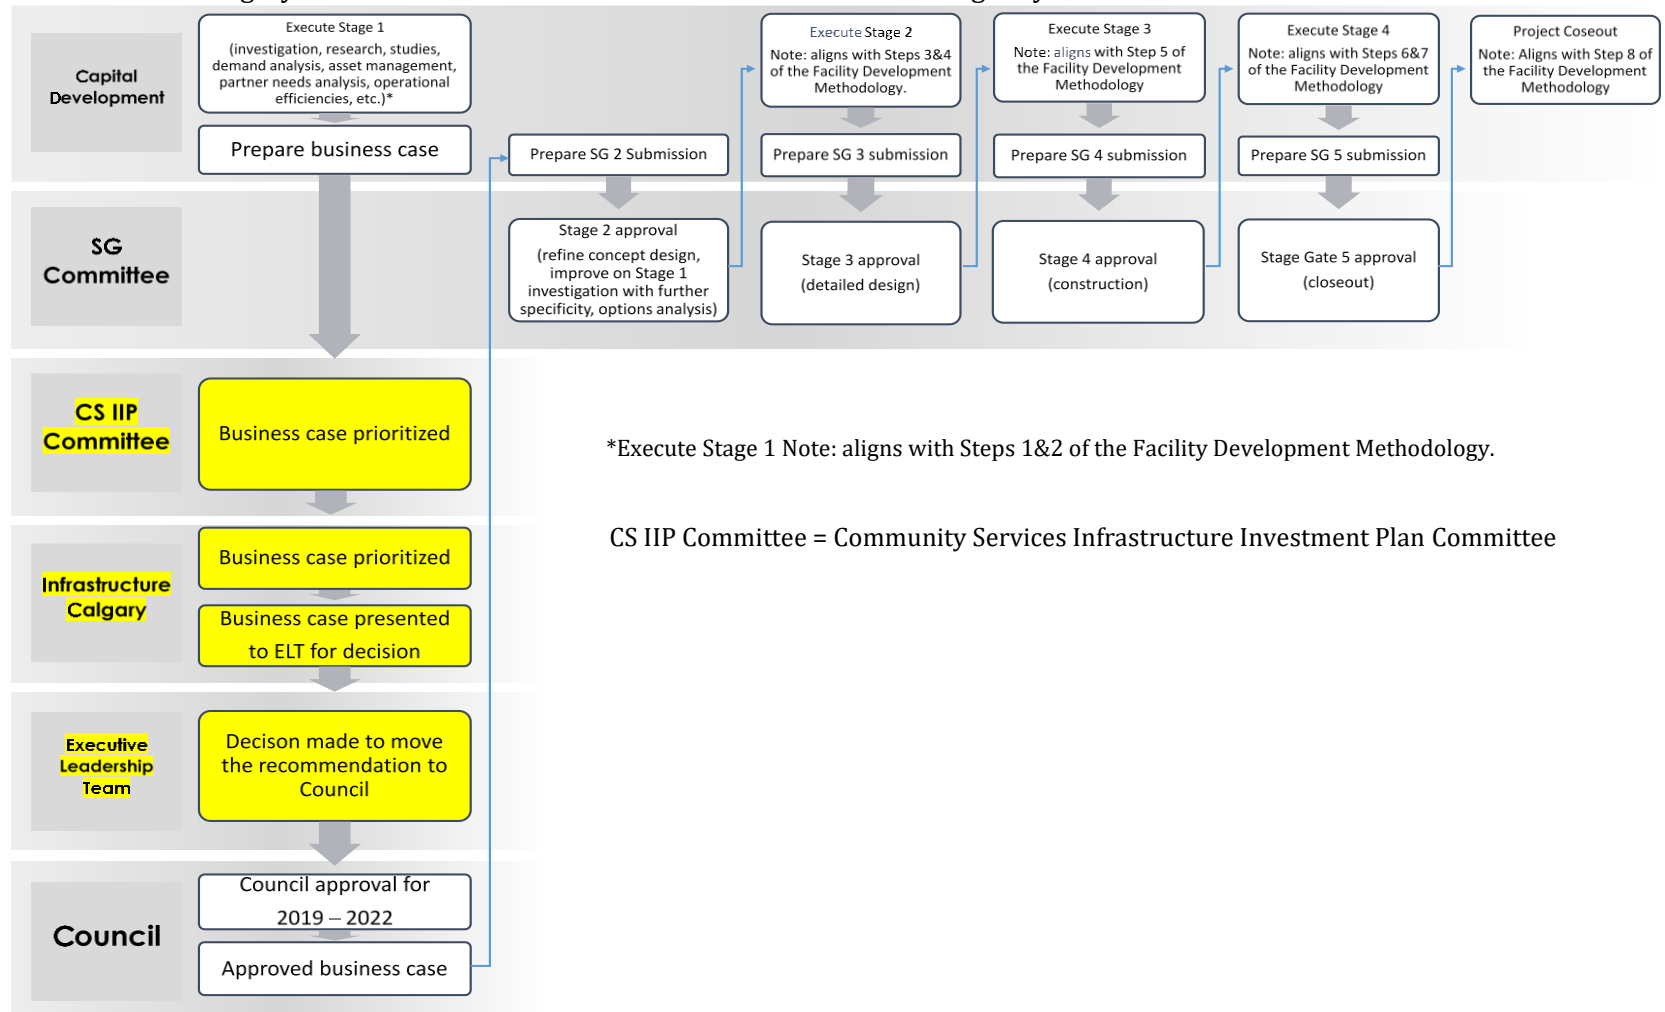 Capital
Development
Execute Stage 1
(investigation, research, studies,
demand analysis, asset management,
partner needs analysis, operational
efficiencies, etc.)*
Prepare business case
Prepare SG 2 Submission
Execute Stage 2
Note: aligns with Steps 3&4
of the Facility Development
Methodology.
Prepare SG 3 submission
Execute Stage 3
Note: aligns with Step 5 of
the Facility Development
Methodology
Prepare SG 4 submission
Execute Stage 4
Note: aligns with Steps 6&7
of the Facility Development
Methodology
Prepare SG 5 submission
Project Coseout
Note: Aligns with Step 8 of
the Facility Development
Methodology
SG
Committee
Stage 2 approval
(refine concept design,
improve on Stage 1
investigation with further
specificity, options analysis)
Stage 3 approval
(detailed design)
Stage 4 approval
(construction)
Stage Gate 5 approval
(closeout)
CS IIP
Committee
Business case prioritized
*Execute Stage 1 Note: aligns with Steps 1&2 of the Facility Development Methodology.
CS IIP Committee = Community Services Infrastructure Investment Plan Committee
Infrastructure
Calgary
Business case prioritized
Business case presented
to ELT for decision
Executive
Leadership
Team
Decison made to move
the recommendation to
Council
Council
Council approval for
2019 – 2022
Approved business case